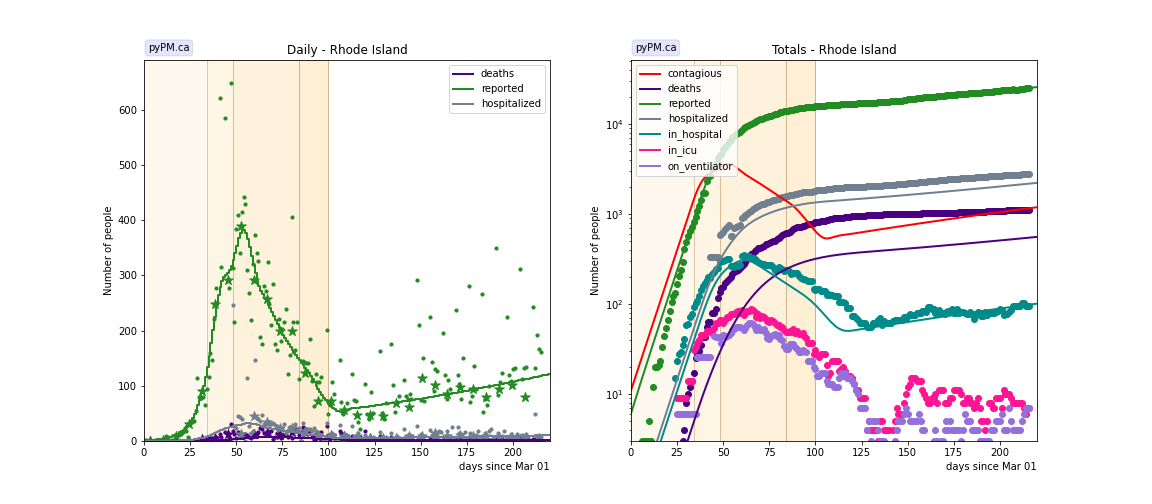 pyPM.ca
Daily - Rhode Island
Number of people
600
500
400
300
200
100
0
0
25
50
75
100
125
150
175
200
days since Mar 01
deaths
reported
hospitalized
pyPM.ca
Totals - Rhode Island
Number of people
10⁴
10³
10²
10¹
0
25
50
75
100
125
150
175
200
days since Mar 01
contagious
deaths
reported
hospitalized
in_hospital
in_icu
on_ventilator